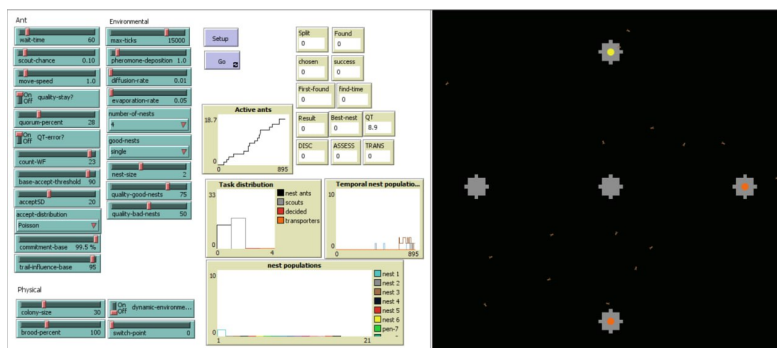 Ant
Environmental
wait-time 60
scout-chance 0.10
move-speed 1.0
On
Off quality-stay?
quorum-percent 28
On
Off QT-error?
count-WF 23
base-accept-threshold 90
acceptSD 20
accept-distribution
Poisson
commitment-base 99.5 %
trail-influence-base 95
max-ticks 15000
pheromone-deposition 1.0
diffusion-rate 0.01
evaporation-rate 0.05
number-of-nests
4
good-nests
single
nest-size 2
quality-good-nests 75
quality-bad-nests 50
Physical
colony-size 30
brood-percent 100
On
Off dynamic-environme...
switch-point 0
Setup
Go
Split
0
Found
0
chosen
0
success
0
First-found
0
find-time
0
Result
0
Best-nest
0
QT
8.9
DISC
0
ASSESS
0
TRANS
0
Active ants
18.7
0
0
895
Task distribution
33
0
0
4
nest ants
scouts
decided
transporters
Temporal nest populatio...
10
0
0
895
nest populations
10
0
1
21
nest 1
nest 2
nest 3
nest 4
nest 5
nest 6
pen-7